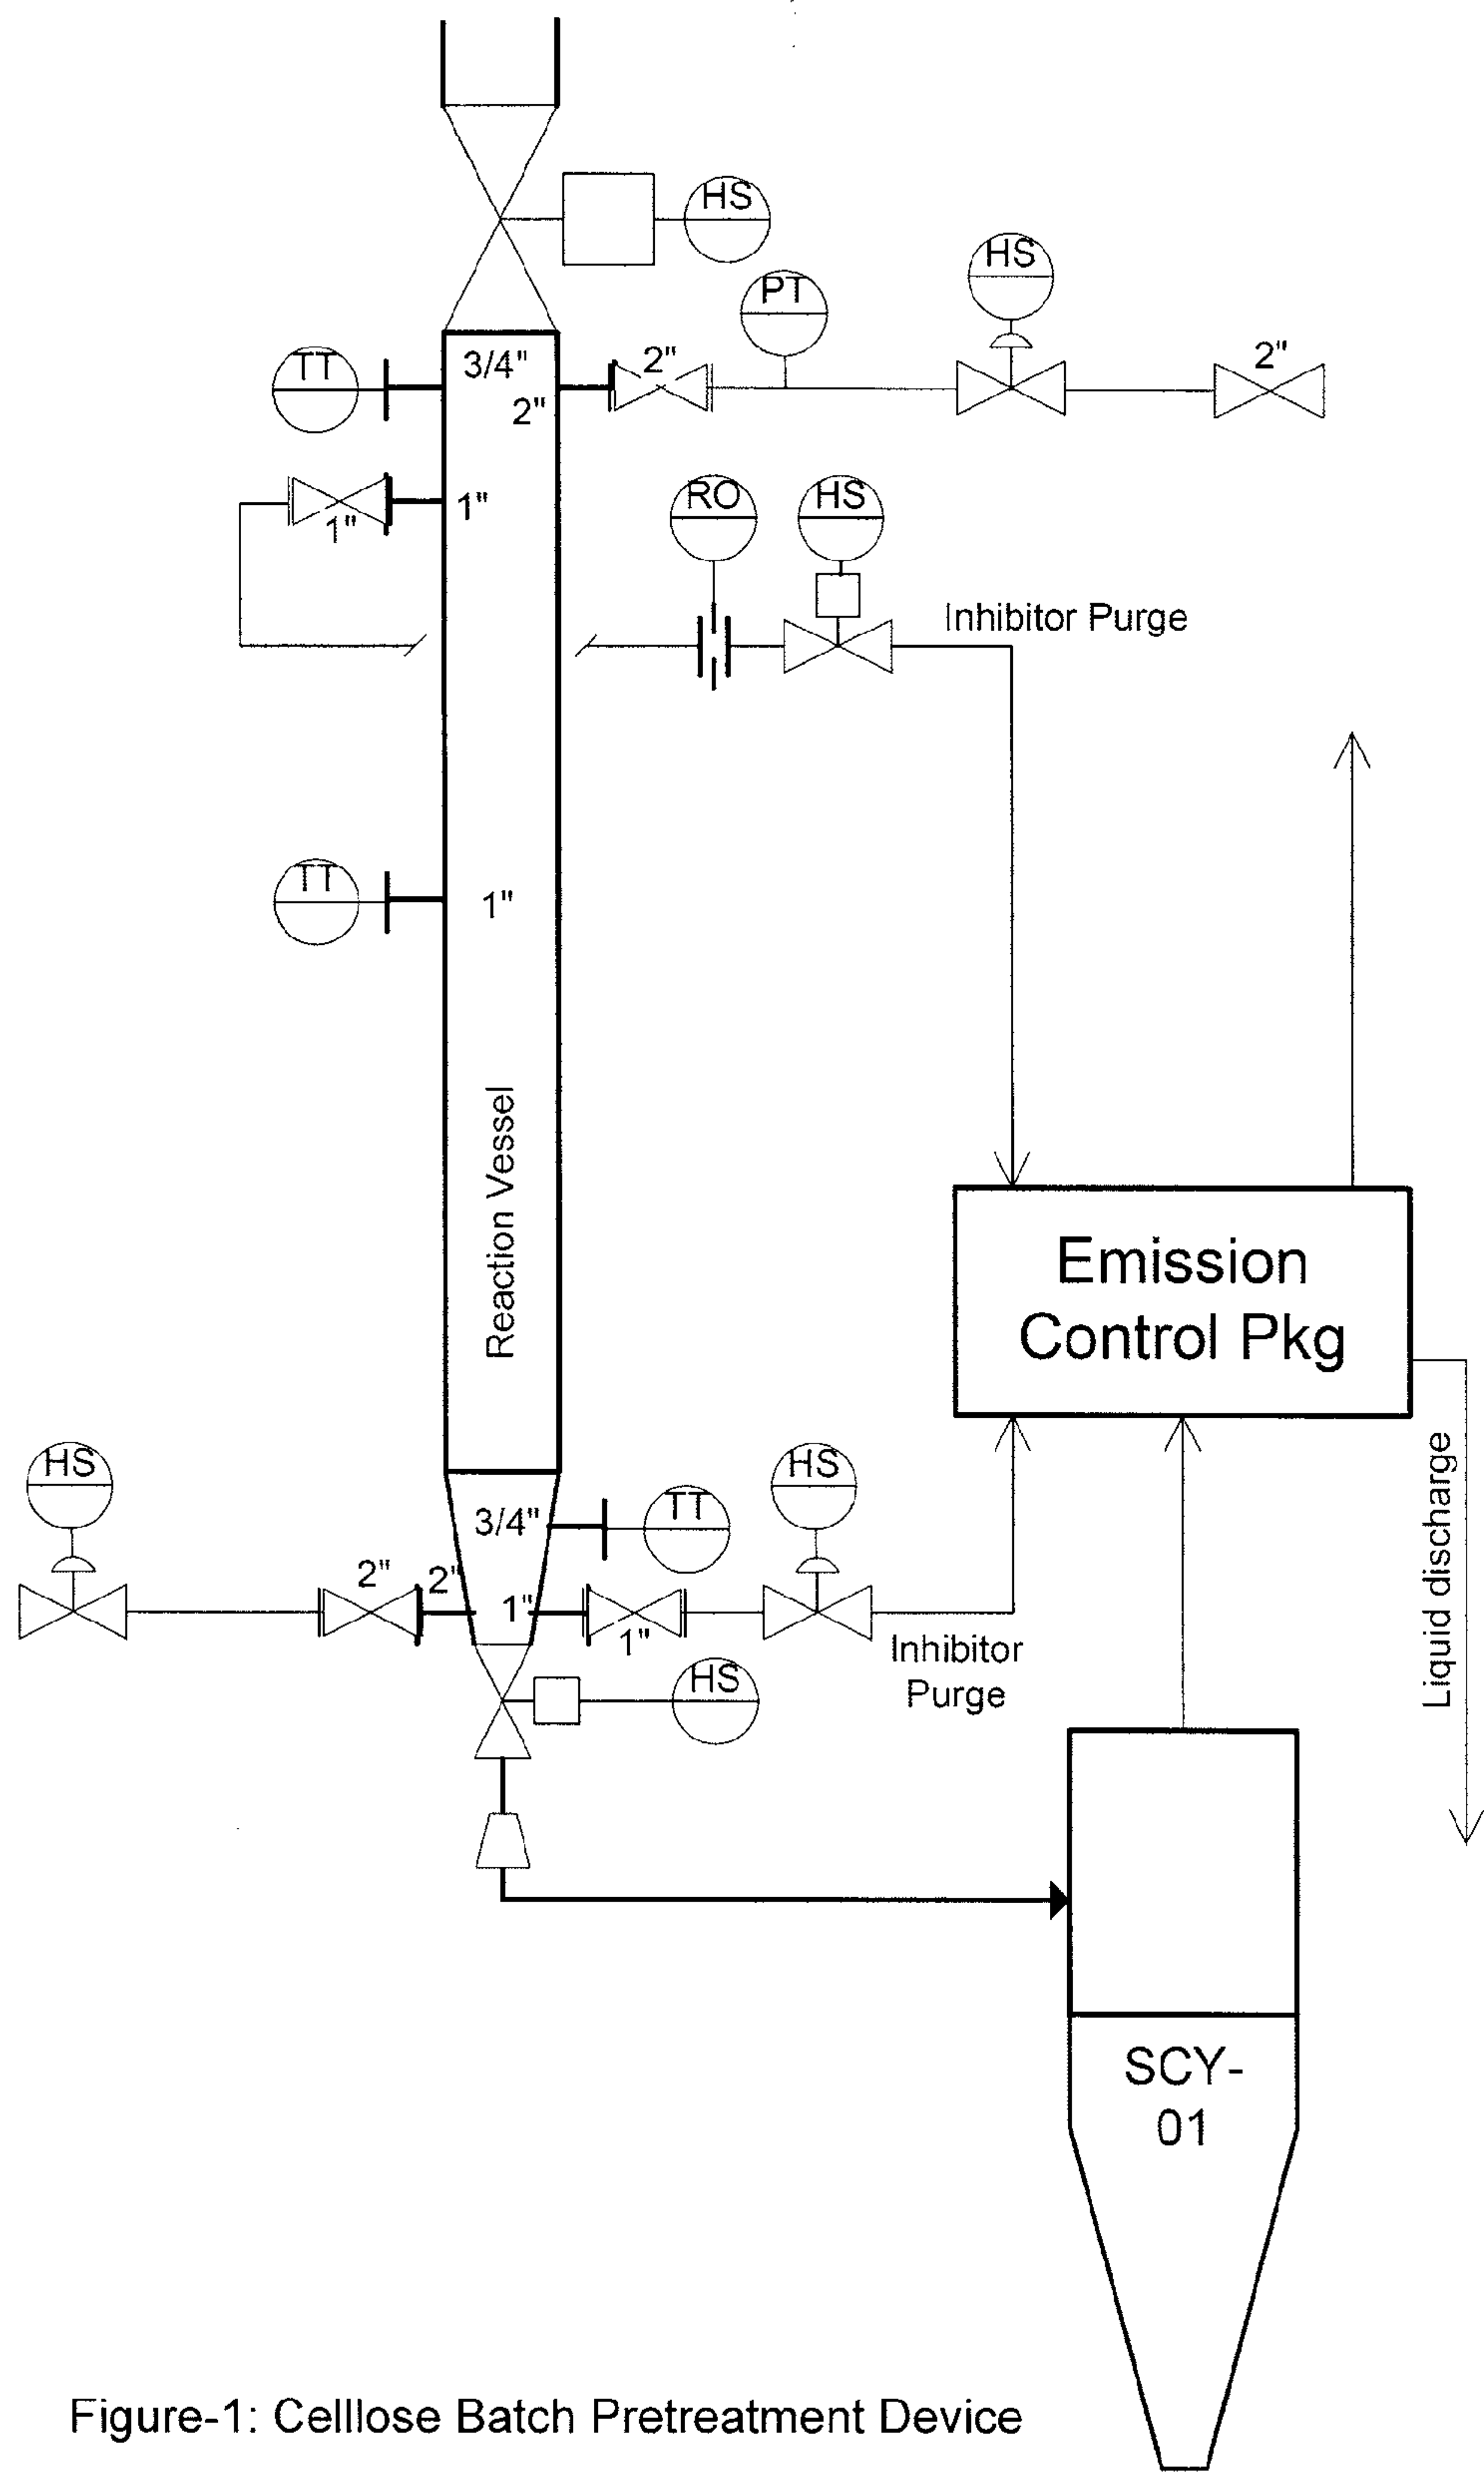 HS
HS
PT
TT
3/4"
2"
2"
2"
1"
1"
RO
HS
Inhibitor Purge
TT
1"
Reaction Vessel
Emission
Control Pkg
HS
HS
3/4"
TT
2"
2"
1"
1"
Inhibitor
Purge
HS
Liquid discharge
SCY-
01
Figure-1: Celllose Batch Pretreatment Device